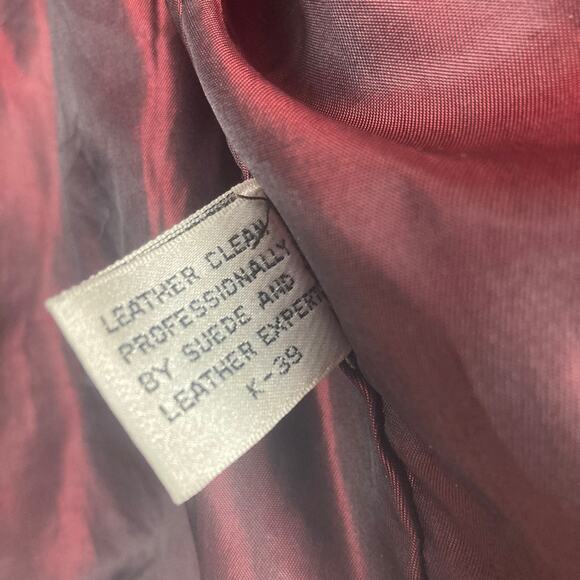 LEATHER CLEAN
PROFESSIONALLY
BY SUEDE AND
LEATHER EXPERT
K-39